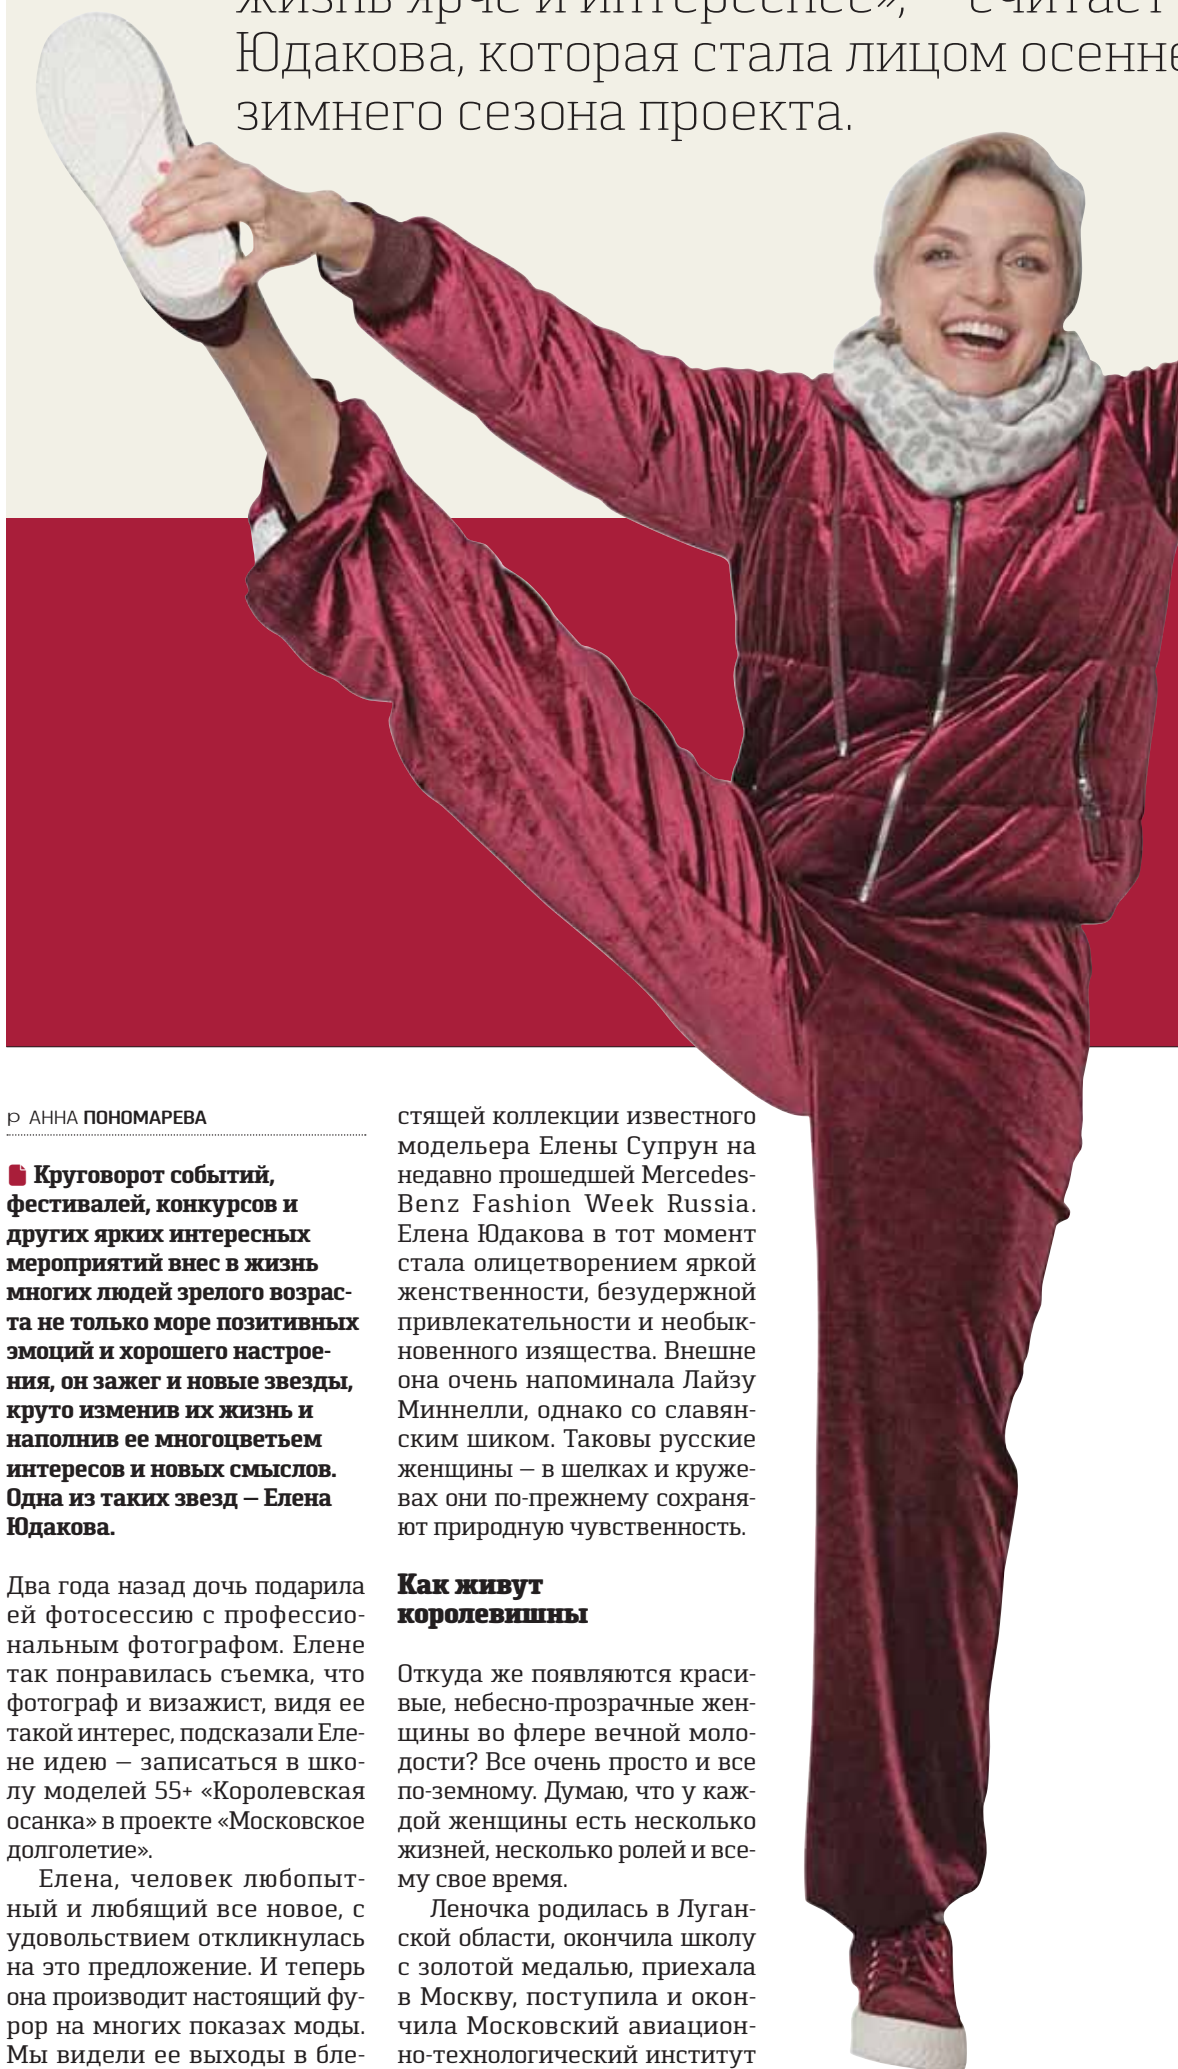 жизнь ярче и интереснее», — считает
Юдакова, которая стала лицом осенне
зимнего сезона проекта.
р АННА ПОНОМАРЕВА
Круговорот событий,
фестивалей, конкурсов и
других ярких интересных
мероприятий внес в жизнь
многих людей зрелого возрас-
та не только море позитивных
эмоций и хорошего настрое-
ния, он зажег и новые звезды,
круто изменив их жизнь и
наполнив ее многоцветьем
интересов и новых смыслов.
Одна из таких звезд — Елена
Юдакова.
Два года назад дочь подарила
ей фотосессию с профессио-
нальным фотографом. Елене
так понравилась съемка, что
фотограф и визажист, видя ее
такой интерес, подсказали Еле-
не идею — записаться в шко-
лу моделей 55+ «Королевская
осанка» в проекте «Московское
долголетие».
Елена, человек любопыт-
ный и любящий все новое, с
удовольствием откликнулась
на это предложение. И теперь
она производит настоящий фу-
рор на многих показах моды.
Мы видели ее выходы в бле-
стящей коллекции известного
модельера Елены Супрун на
недавно прошедшей Mercedes-
Benz Fashion Week Russia.
Елена Юдакова в тот момент
стала олицетворением яркой
женственности, безудержной
привлекательности и необык-
новенного изящества. Внешне
она очень напоминала Лайзу
Миннелли, однако со славян-
ским шиком. Таковы русские
женщины — в шелках и круже-
вах они по-прежнему сохраня-
ют природную чувственность.
Как живут
королевишны
Откуда же появляются краси-
вые, небесно-прозрачные жен-
щины во флере вечной моло-
дости? Все очень просто и все
по-земному. Думаю, что у каж-
дой женщины есть несколько
жизней, несколько ролей и все-
му свое время.
Леночка родилась в Луган-
ской области, окончила школу
с золотой медалью, приехала
в Москву, поступила и окон-
чила Московский авиацион-
но-технологический институт